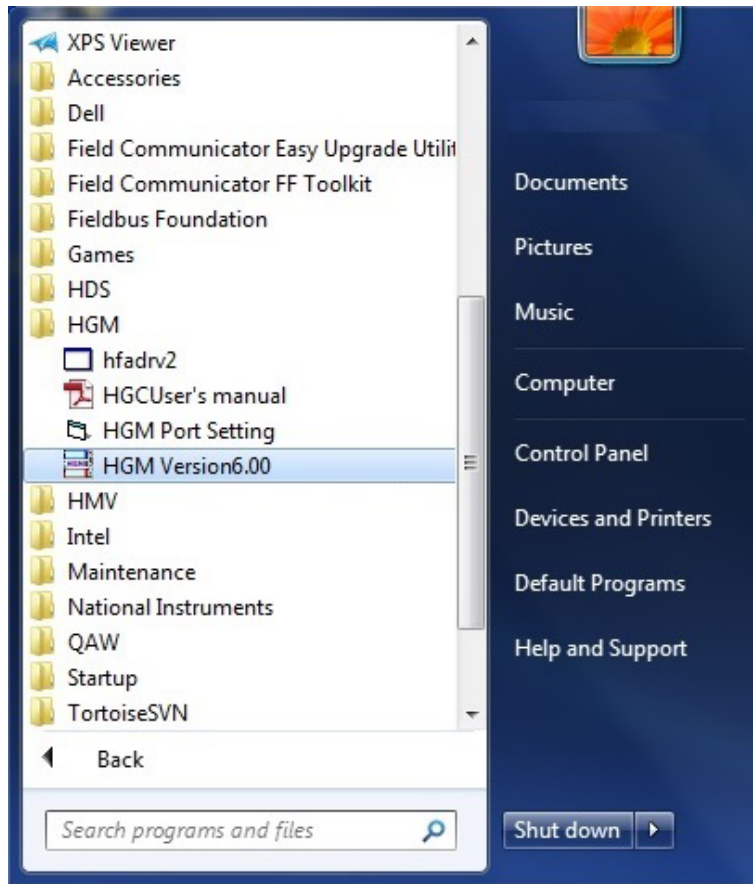 XPS Viewer
Accessories
Dell
Field Communicator Easy Upgrade Utilit
Field Communicator FF Toolkit
Fieldbus Foundation
Games
HDS
HGM
hfadrv2
HGCUser's manual
HGM Port Setting
HGM Version6.00
HMV
Intel
Maintenance
National Instruments
QAW
Startup
TortoiseSVN
Back
Search programs and files
Documents
Pictures
Music
Computer
Control Panel
Devices and Printers
Default Programs
Help and Support
Shut down